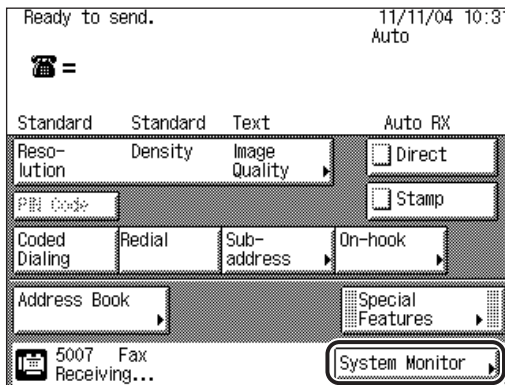 Ready to send. 11/11/04 10:31
Auto
=
Standard Standard Text Auto RX
Reso- Density Image Direct
lution Quality
PIN Code Stamp
Coded Redial Sub- On-hook
Dialing address
Address Book Special
Features
5007 Fax System Monitor
Receiving...